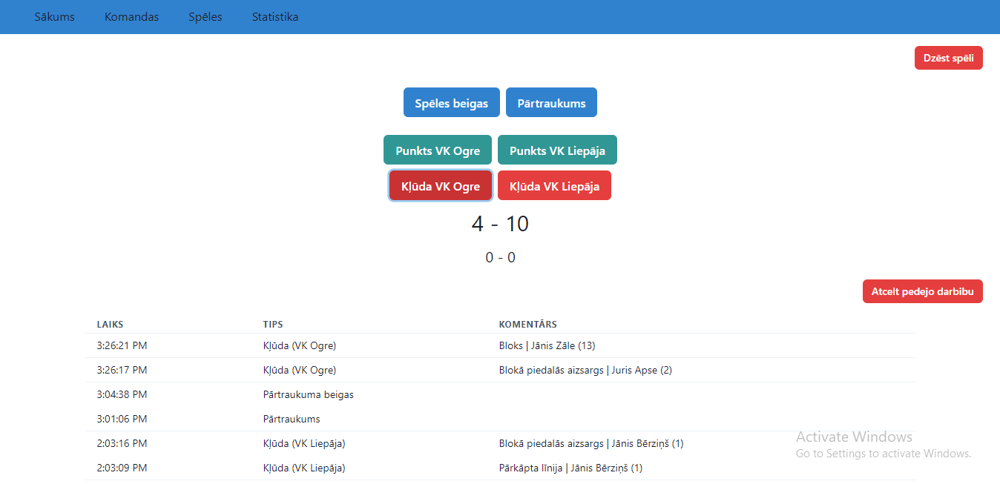 Sākums Komandas Spēles Statistika
Dzēst spēli
Spēles beigas Pārtraukums
Punkts VK Ogre Punkts VK Liepāja
Kļūda VK Ogre Kļūda VK Liepāja
4 - 10
0 - 0
Atcelt pedejo darbibu
LAIKS TIPS KOMENTĀRS
3:26:21 PM Kļūda (VK Ogre) Bloks | Jānis Zāle (13)
3:26:17 PM Kļūda (VK Ogre) Blokā piedalās aizsargs | Juris Apse (2)
3:04:38 PM Pārtraukuma beigas
3:01:06 PM Pārtraukums
2:03:16 PM Kļūda (VK Liepāja) Blokā piedalās aizsargs | Jānis Bērziņš (1)
2:03:09 PM Kļūda (VK Liepāja) Pārkāpta līnija | Jānis Bērziņš (1)
Activate Windows
Go to Settings to activate Windows.